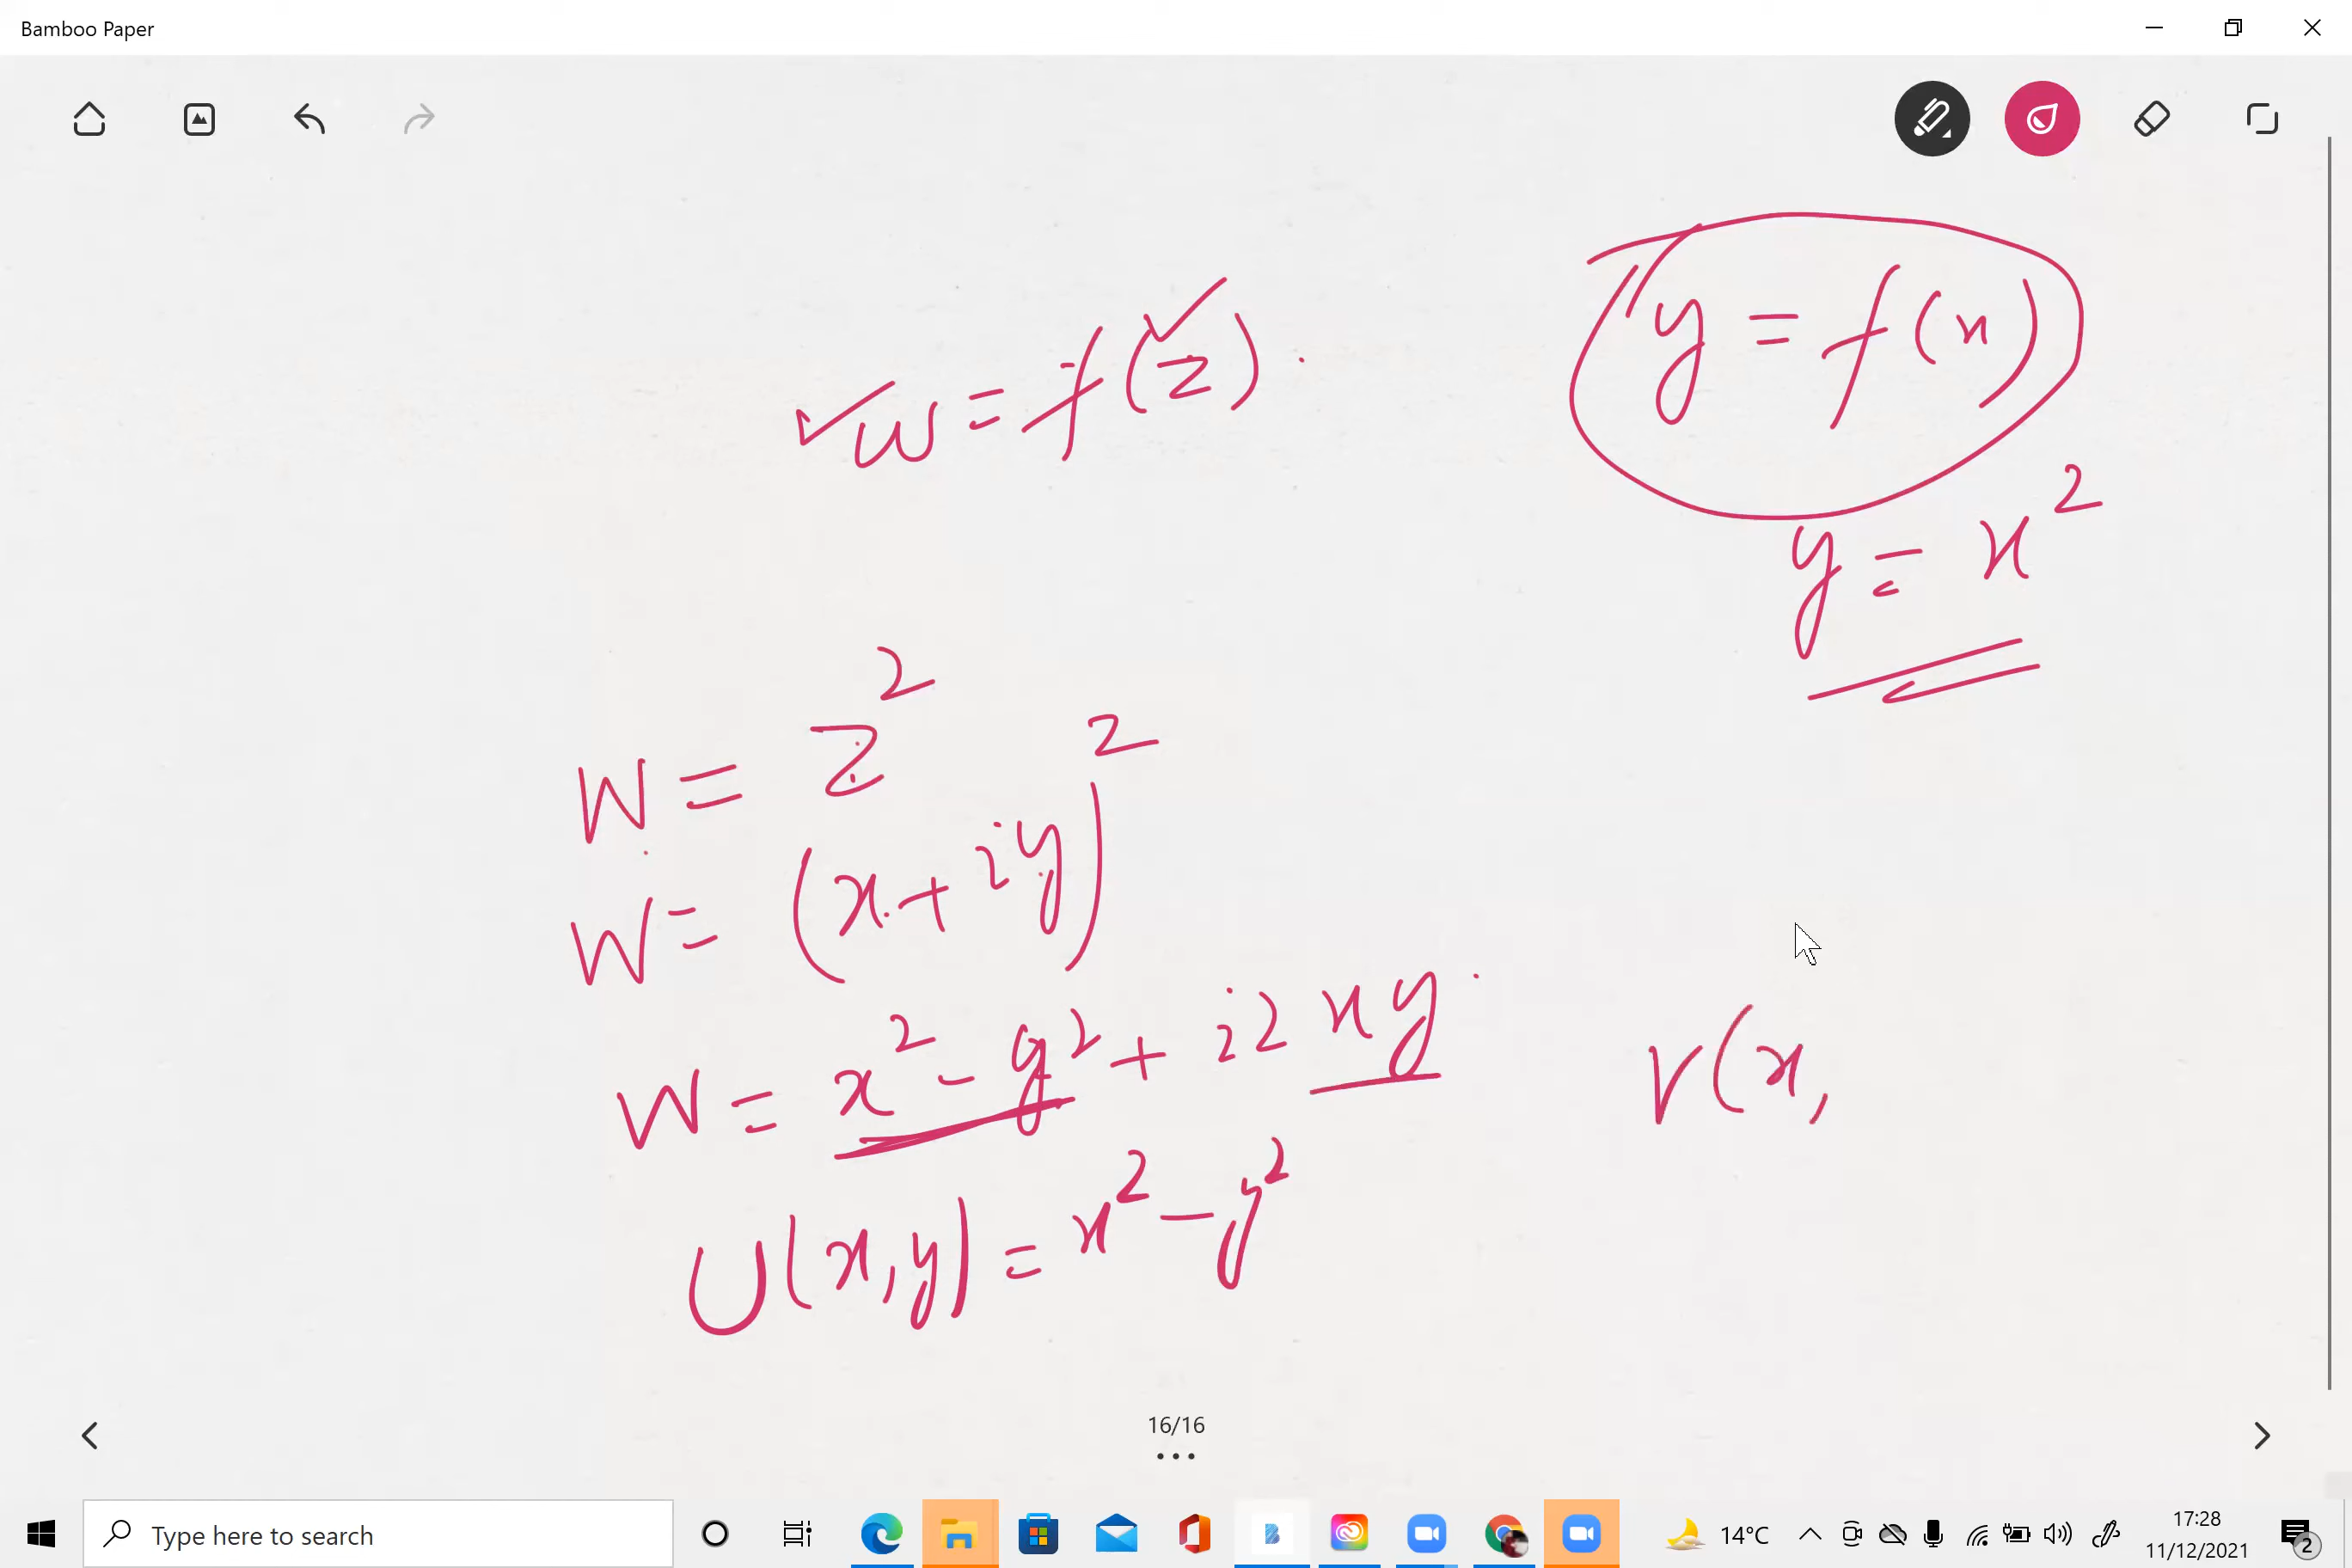 Bamboo Paper
w = f(z).
y = f(x)
y = x²
W = z²
W = (x + iy)²
W = x² - y² + i2xy
V(x,
U(x,y) = x² - y²
16/16
Type here to search
14°C
17:28
11/12/2021
2